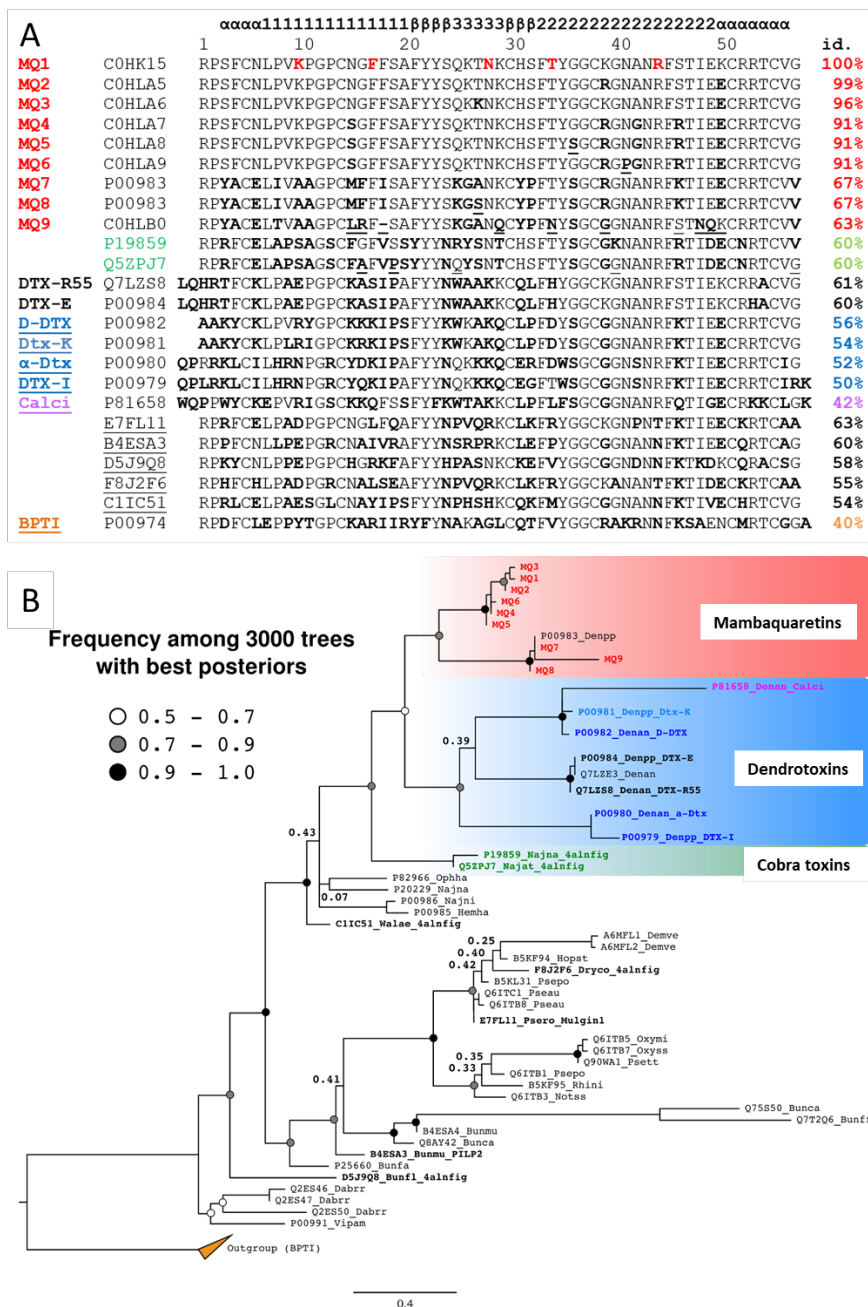 A
αααα111111111111ββββ33333βββ22222222222222222ααααααα
1 10 20 30 40 50 id.
MQ1 C0HK15 RPSFCNLPVKPGPCNGFFSAFYYSQKTNKCHSFTYGGCKGNANRFSTIEKCRRTCVG 100%
MQ2 C0HLA5 RPSFCNLPVKPGPCNGFFSAFYYSQKTNKCHSFTYGGCRGNANRFSTIEECRRTCVG 99%
MQ3 C0HLA6 RPSFCNLPVKPGPCNGFFSAFYYSQKKNKCHSFTYGGCKGNANRFSTIEECRRTCVG 96%
MQ4 C0HLA7 RPSFCNLPVKPGPCSGFFSAFYYSQKTNKCHSFTYGGCRGNGNRFRTIEECRRTCVG 91%
MQ5 C0HLA8 RPSFCNLPVKPGPCSGFFSAFYYSQKTNKCHSFTYSGCRGNGNRFRTIEECRRTCVG 91%
MQ6 C0HLA9 RPSFCNLPVKPGPCSGFFSAFYYSQKTNKCHSFTYGGCRGPGNRFRTIEECRRTCVG 91%
MQ7 P00983 RPYACELIVAAGPCMFFISAFYYSKGANKCYPFTYSGCRGNANRFKTIEECRRTCVV 67%
MQ8 P00983 RPYACELIVAAGPCMFFISAFYYSKGSNKCYPFTYSGCRGNANRFKTIEECRRTCVV 67%
MQ9 C0HLB0 RPYACELTVAAGPCLRF-SAFYYSKGANQCYPFNYSGCGGNANRFSTNQKCRRTCVV 63%
P19859 RPRFCELAPSAGSCFGFVSSYYYNRYSNTCHSFTYSGCGKNANRFRTIDECNRTCVV 60%
Q5ZPJ7 RPRFCELAPSAGSCFAFVPSYYYNQYSNTCHSFTYSGCGGNANRFRTIDECNRTCVG 60%
DTX-R55 Q7LZS8 LQHRTFCKLPAEPGPCKASIPAFYYNWAAKKCQLFHYGGCKGNANRFSTIEKCRRACVG 61%
DTX-E P00984 LQHRTFCKLPAEPGPCKASIPAFYYNWAAKKCQLFHYGGCKGNANRFSTIEKCRHACVG 60%
D-DTX P00982 AAKYCKLPVRYGPCKKKIPSFYYKWKAKQCLPFDYSGCGGNANRFKTIEECRRTCVG 56%
Dtx-K P00981 AAKYCKLPLRIGPCKRKIPSFYYKWKAKQCLPFDYSGCGGNANRFKTIEECRRTCVG 54%
α-Dtx P00980 QPRRKLCILHRNPGRCYDKIPAFYYNQKKKQCERFDWSGCGGNSNRFKTIEECRRTCIG 52%
DTX-I P00979 QPLRKLCILHRNPGRCYQKIPAFYYNQKKKQCEGFTWSGCGGNSNRFKTIEECRRTCIRK 50%
Calci P81658 WQPPWYCKEPVRIGSCKKQFSSFYFKWTAKKCLPFLFSGCGGNANRFQTIGECRKKCLGK 42%
E7FL11 RPRFCELPADPGPCNGLFQAFYYNPVQRKCLKFRYGGCKGNPNTFKTIEECKRTCAA 63%
B4ESA3 RPPFCNLLPEPGRCNAIVRAFYYNSRPRKCLEFPYGGCGGNANNFKTIEECQRTCVG 60%
D5J9Q8 RPKYCNLPPEPGPCHGRKFAFYYHPASNKCKEFVYGGCGGNDNNFKTKDKCQRACSG 58%
F8J2F6 RPHFCHLPADPGRCNALSEAFYYNPVQRKCLRFRYGGCKANANTFKTIDECKRTCAA 55%
C1IC51 RPRLCELPAESGLCNAYIPSFYYNPHSHKCQKFMYGGCGGNANNFKTIVECHRTCVG 54%
BPTI P00974 RPDFCLEPPYTGPCKARIIRYFYNAKAGLCQTFVYGGCRAKRNNFKSAENCMRTCGGA 40%
B
Frequency among 3000 trees
with best posteriors
0.5 - 0.7
0.7 - 0.9
0.9 - 1.0
MQ3
MQ1
MQ2
MQ6
MQ4
MQ5
Mambaquaretins
P00983_Denpp
MQ7
MQ9
MQ8
P81658_Denan_Calci
P00981_Denpp_Dtx-K
P00982_Denan_D-DTX
0.39
P00984_Denpp_DTX-E
Q7LZE3_Denan
Q7LZS8_Denan_DTX-R55
Dendrotoxins
P00980_Denan_a-Dtx
P00979_Denpp_DTX-I
0.43
P19859_Najna_4alnfig
Q5ZPJ7_Najat_4alnfig
Cobra toxins
P82966_Ophha
P20229_Najna
0.07
P00986_Najni
P00985_Hemha
C1IC51_Walae_4alnfig
0.25
A6MFL1_Demve
A6MFL2_Demve
0.40
B5KF94_Hopst
0.42
F8J2F6_Dryco_4alnfig
B5KL31_Psepo
Q6ITC1_Pseau
Q6ITB8_Pseau
E7FL11_Psero_Mulgin1
Q6ITB5_Oxymi
Q6ITB7_Oxyss
Q90WA1_Psett
0.35
0.33
Q6ITB1_Psepo
B5KF95_Rhini
Q6ITB3_Notss
0.41
Q75S50_Bunca
Q7T2Q6_Bunff
B4ESA4_Bunmu
Q8AY42_Bunca
B4ESA3_Bunmu_PILP2
P25660_Bunfa
D5J9Q8_Bunfl_4alnfig
Q2ES46_Dabrr
Q2ES47_Dabrr
Q2ES50_Dabrr
P00991_Vipam
Outgroup (BPTI)
0.4